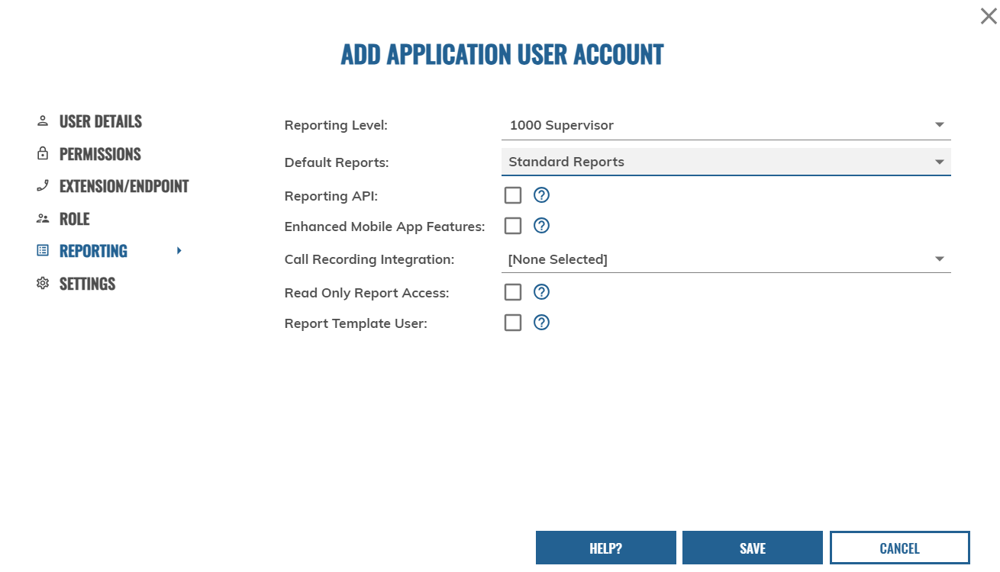 ADD APPLICATION USER ACCOUNT
USER DETAILS
PERMISSIONS
EXTENSION/ENDPOINT
ROLE
REPORTING
SETTINGS
Reporting Level: 1000 Supervisor
Default Reports: Standard Reports
Reporting API: ?
Enhanced Mobile App Features: ?
Call Recording Integration: [None Selected]
Read Only Report Access: ?
Report Template User: ?
HELP? SAVE CANCEL